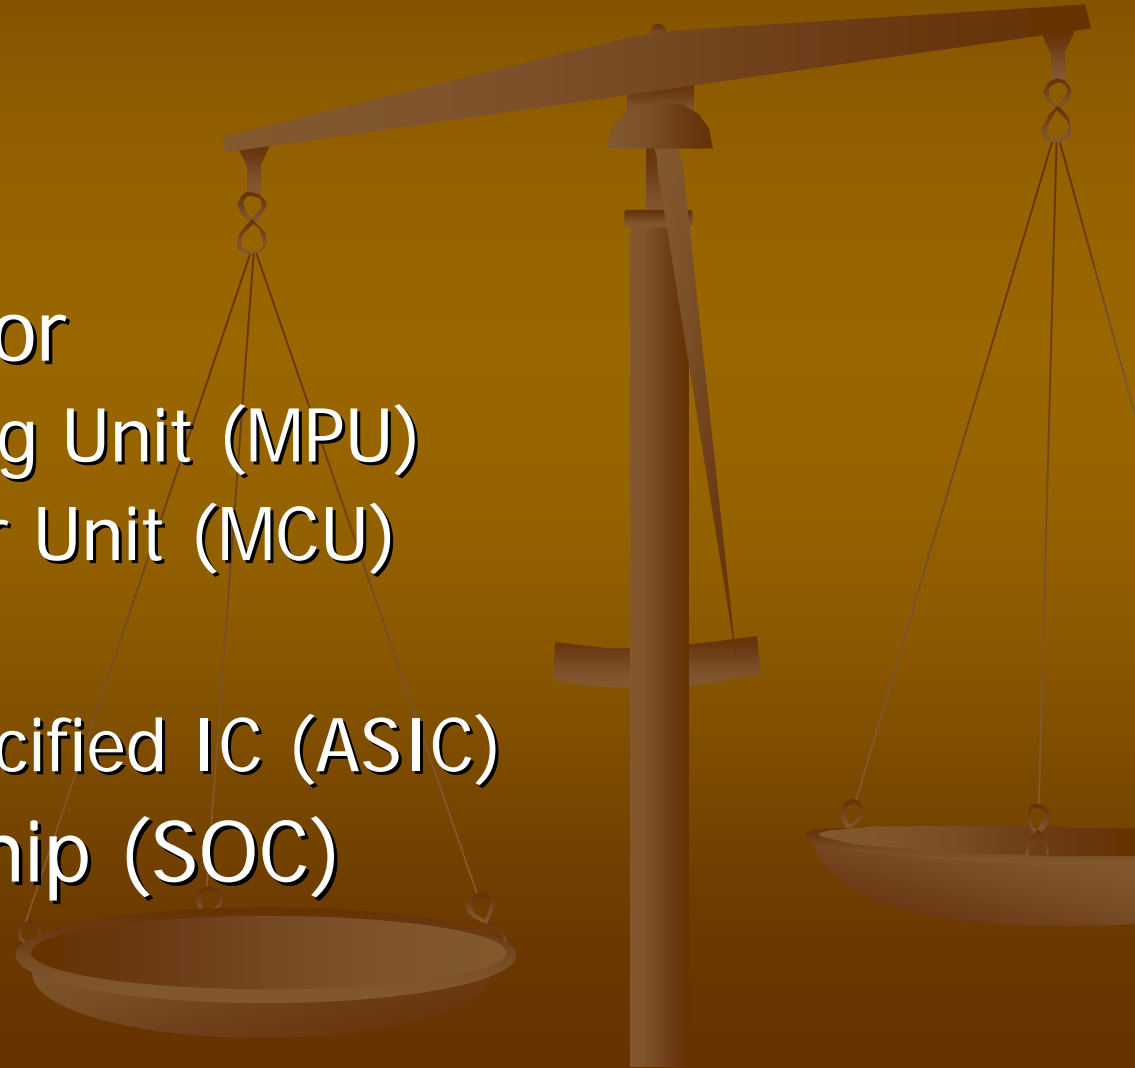 or
g Unit (MPU)
r Unit (MCU)
cified IC (ASIC)
hip (SOC)